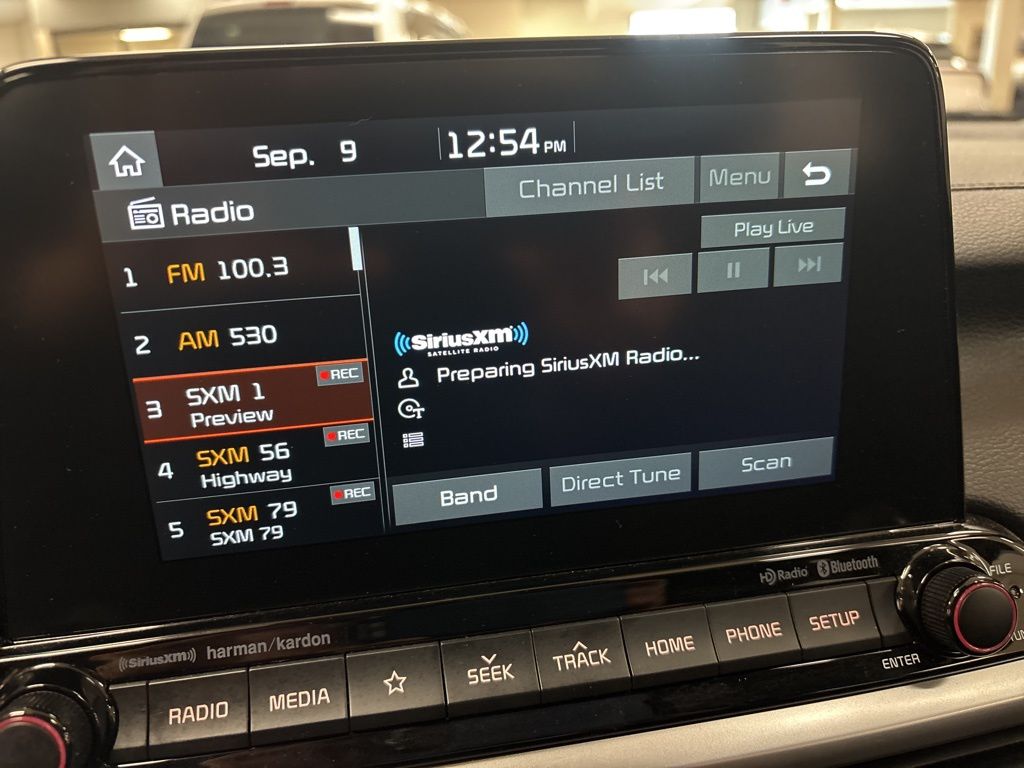 Sep. 9
12:54 PM
Radio
Channel List
Menu
Play Live
1 FM 100.3
2 AM 530
3 SXM 1
REC
Preview
4 SXM 56
REC
Highway
5 SXM 79
REC
SXM 79
((SiriusXm))
SATELLITE RADIO
Preparing SiriusXM Radio...
Band
Direct Tune
Scan
HD Radio
Bluetooth
((SiriusXm))
harman/kardon
RADIO
MEDIA
SEEK
TRACK
HOME
PHONE
SETUP
ENTER
FILE